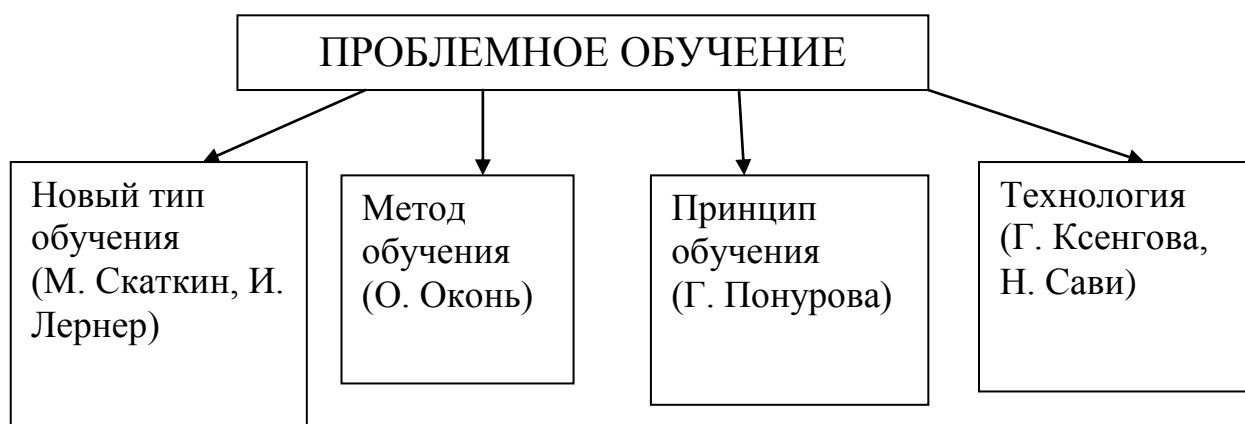 ПРОБЛЕМНОЕ ОБУЧЕНИЕ
Новый тип
обучения
(М. Скаткин, И.
Лернер)
Метод
обучения
(О. Оконь)
Принцип
обучения
(Г. Понурова)
Технология
(Г. Ксенгова,
Н. Сави)